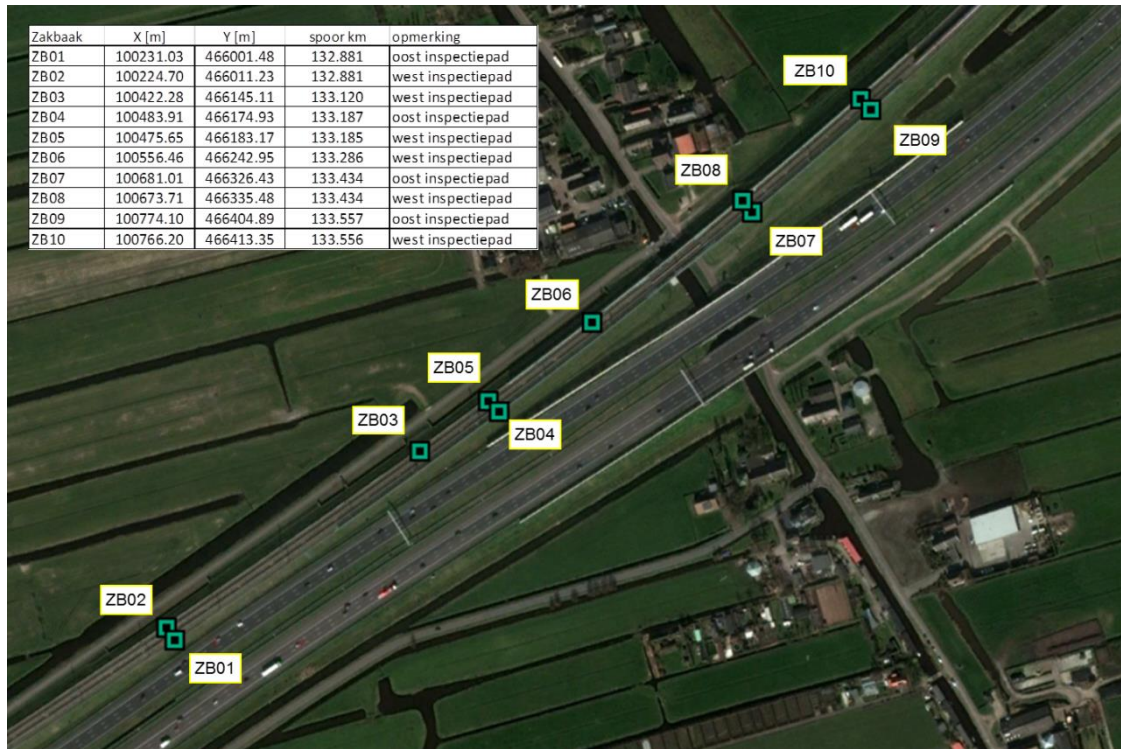 Zakbaak X [m] Y [m] spoor km opmerking
ZB01 100231.03 466001.48 132.881 oost inspectiepad
ZB02 100224.70 466011.23 132.881 west inspectiepad
ZB03 100422.28 466145.11 133.120 west inspectiepad
ZB04 100483.91 466174.93 133.187 oost inspectiepad
ZB05 100475.65 466183.17 133.185 west inspectiepad
ZB06 100556.46 466242.95 133.286 west inspectiepad
ZB07 100681.01 466326.43 133.434 oost inspectiepad
ZB08 100673.71 466335.48 133.434 west inspectiepad
ZB09 100774.10 466404.89 133.557 oost inspectiepad
ZB10 100766.20 466413.35 133.556 west inspectiepad
ZB10
ZB09
ZB08
ZB07
ZB06
ZB05
ZB03
ZB04
ZB02
ZB01